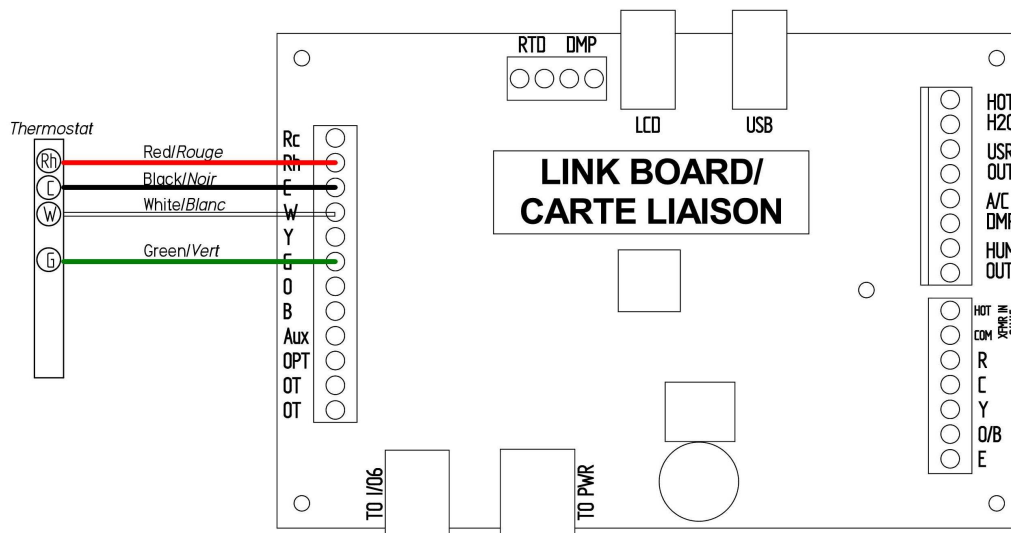 RTD DMP
LCD
USB
Thermostat
Rh
C
W
G
Red/Rouge
Black/Noir
White/Blanc
Green/Vert
Rc
Rh
C
W
Y
G
O
B
Aux
OPT
OT
OT
LINK BOARD/
CARTE LIAISON
HOT
H2O
USR
OUT
A/C
DMP
HUM
OUT
HOT
COM
XFMR IN
R
C
Y
O/B
E
TO I/O6
TO PWR